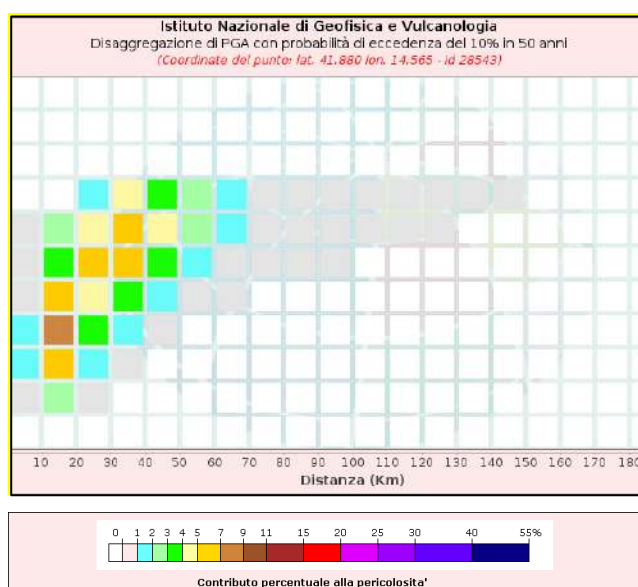 Istituto Nazionale di Geofisica e Vulcanologia
Disaggregazione di PGA con probabilità di eccedenza del 10% in 50 anni
(Coordinate del punto: lat. 41.880 lon. 14.565 - id 28543)
10 20 30 40 50 60 70 80 90 100 110 120 130 140 150 160 170 180
Distanza (Km)
0 1 2 3 4 5 7 9 11 15 20 25 30 40 55%
Contributo percentuale alla pericolosita'